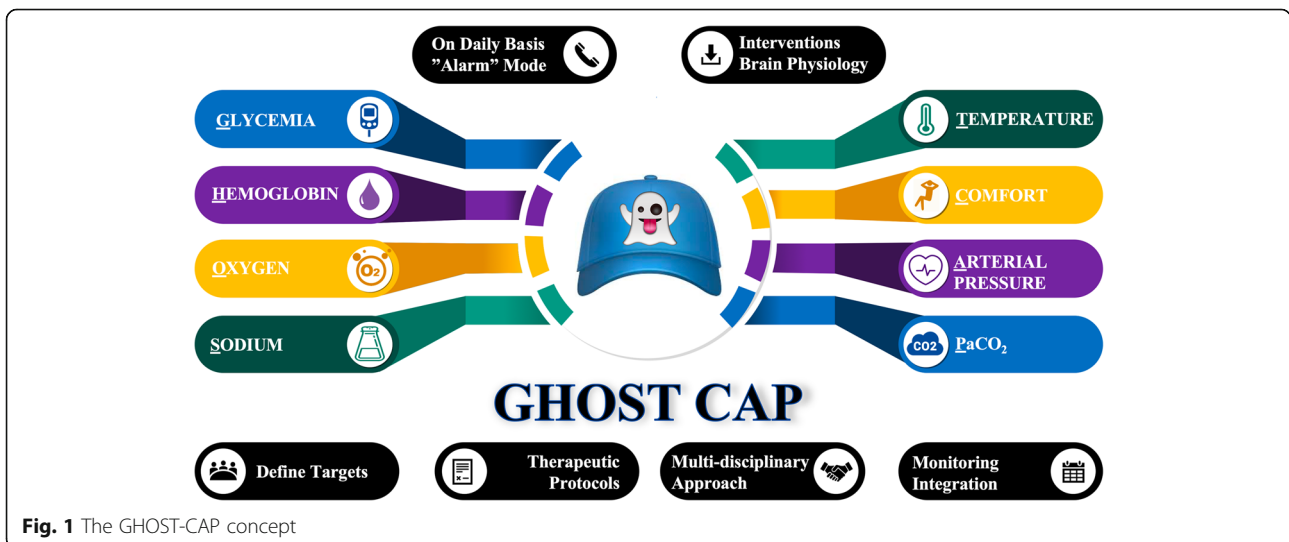 On Daily Basis
”Alarm” Mode
Interventions
Brain Physiology
GLYCEMIA
HEMOGLOBIN
OXYGEN
O2
SODIUM
TEMPERATURE
COMFORT
ARTERIAL
PRESSURE
CO2
PaCO₂
GHOST CAP
Define Targets
Therapeutic
Protocols
Multi-disciplinary
Approach
Monitoring
Integration
Fig. 1 The GHOST-CAP concept